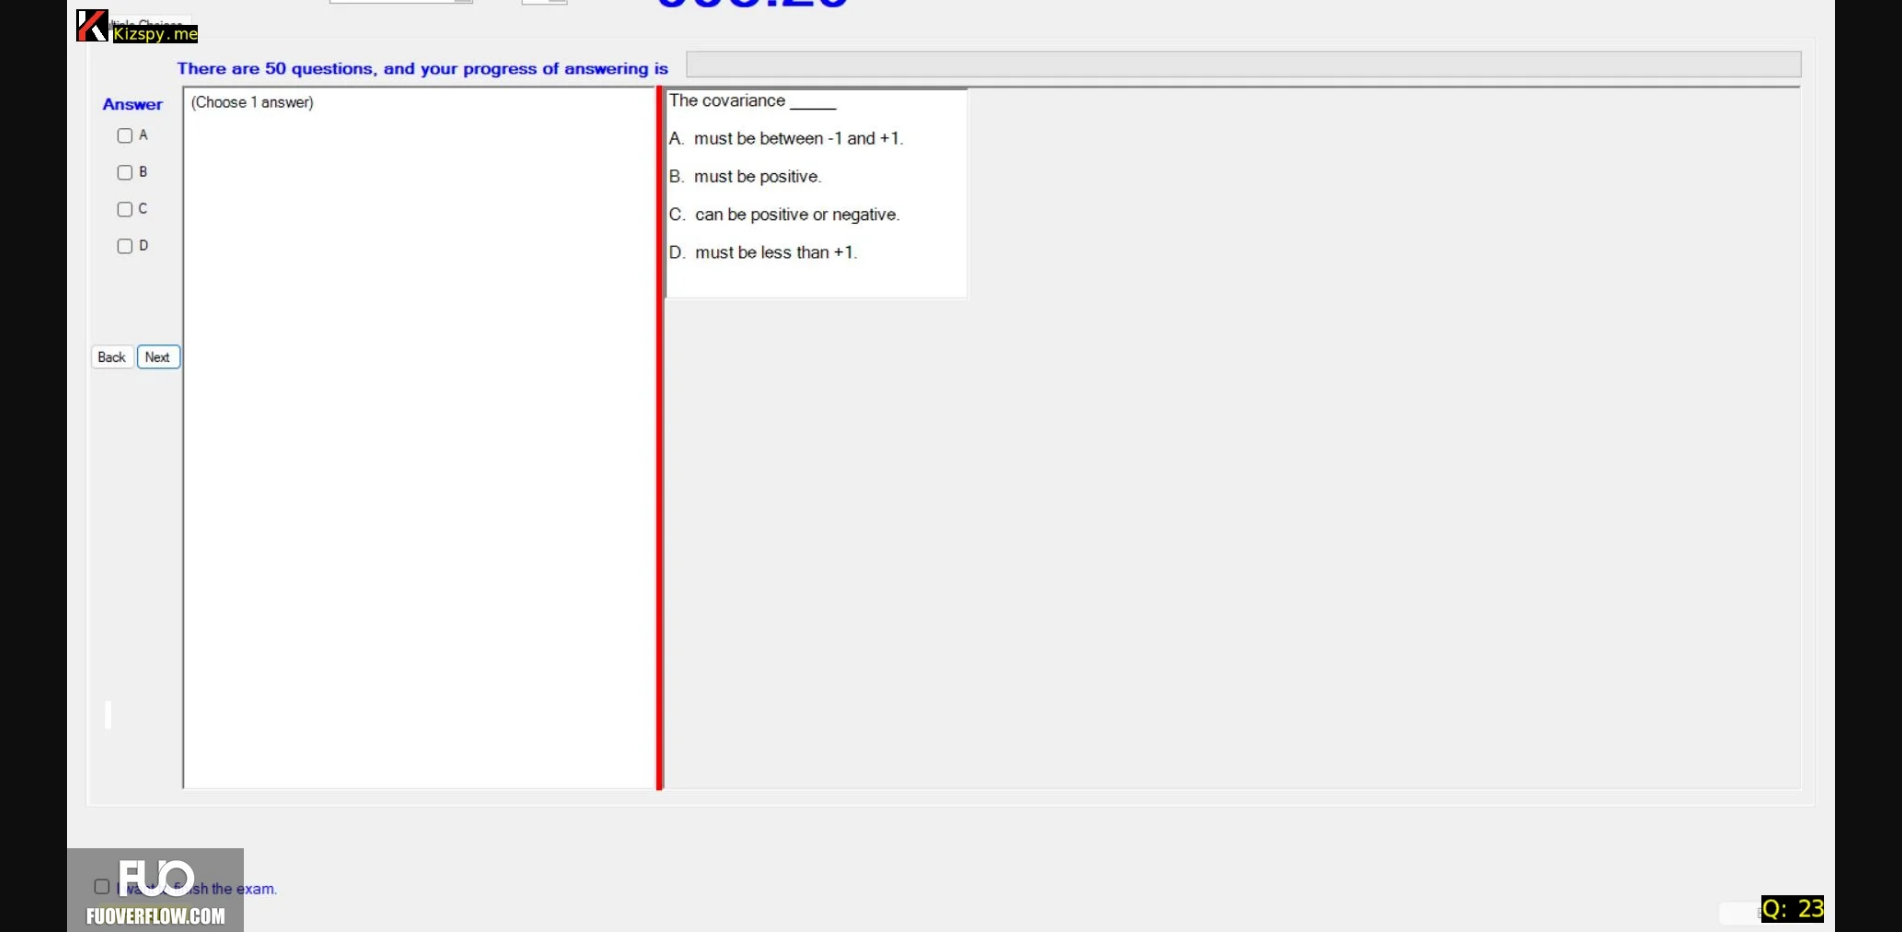 Kizspy.me
There are 50 questions, and your progress of answering is
Answer
(Choose 1 answer)
A
B
C
D
Back
Next
The covariance _____
A. must be between -1 and +1.
B. must be positive.
C. can be positive or negative.
D. must be less than +1.
FUO
finish the exam.
FUOVERFLOW.COM
Q: 23